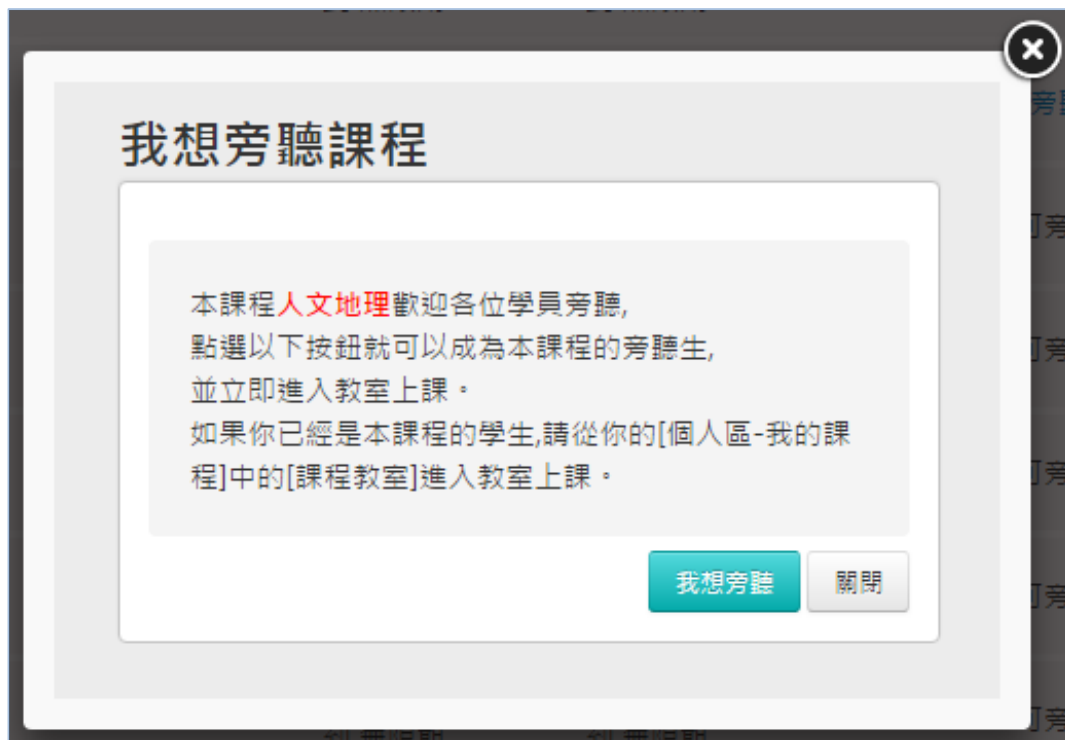 我想旁聽課程
本課程人文地理歡迎各位學員旁聽,
點選以下按鈕就可以成為本課程的旁聽生,
並立即進入教室上課。
如果你已經是本課程的學生,請從你的[個人區-我的課
程]中的[課程教室]進入教室上課。
我想旁聽 關閉